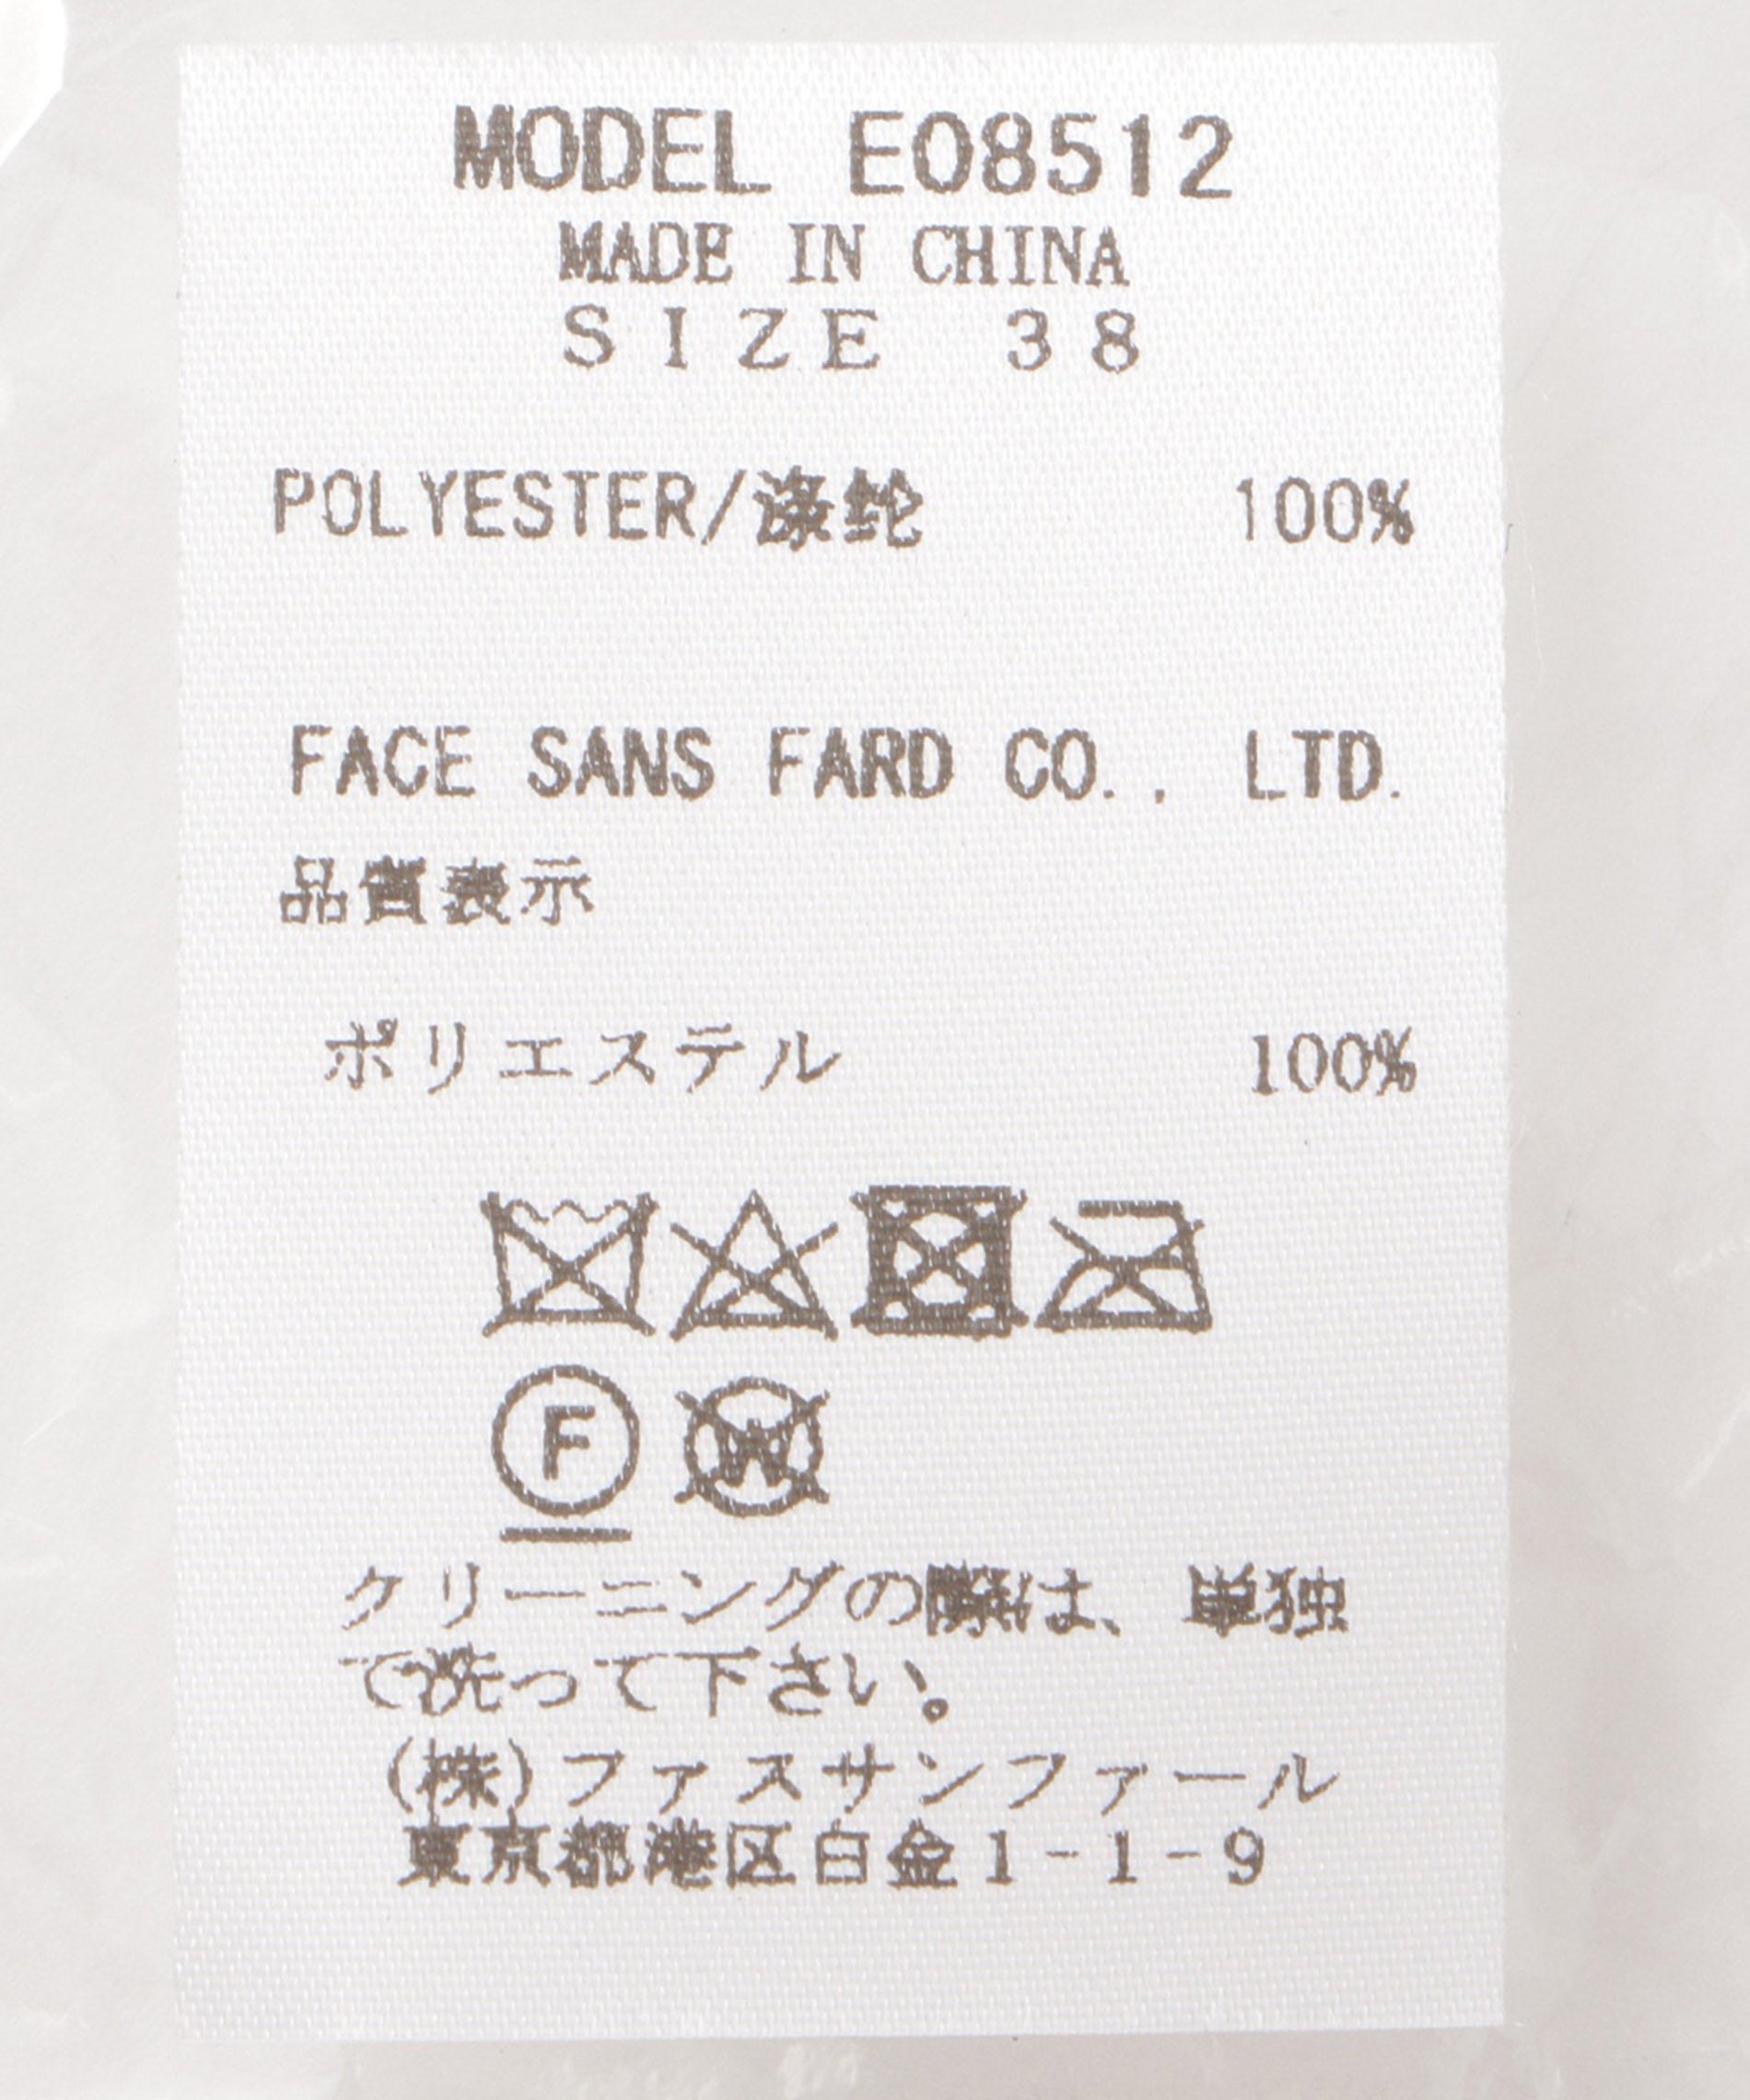 MODEL E08512
MADE IN CHINA
SIZE 38
POLYESTER/涤纶 100%
FACE SANS FARD CO., LTD.
品質表示
ポリエステル 100%
F
W
クリーニングの際は、単独
で洗って下さい。
(株)ファスサンファール
東京都港区白金1-1-9